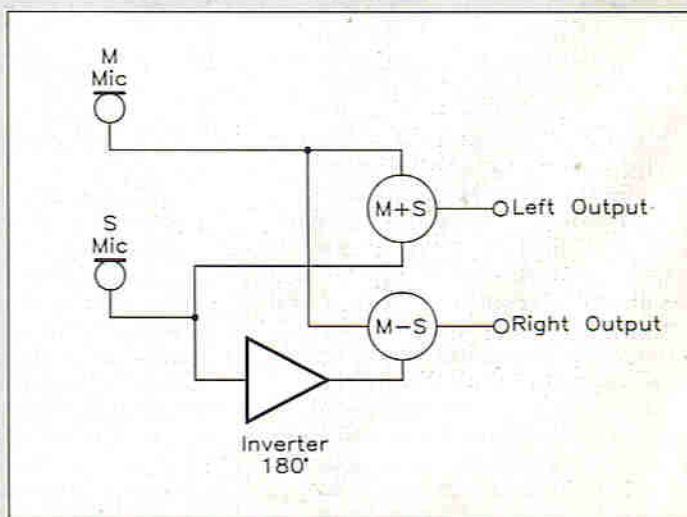 M
Mic
M+S
Left Output
S
Mic
M−S
Right Output
Inverter
180°